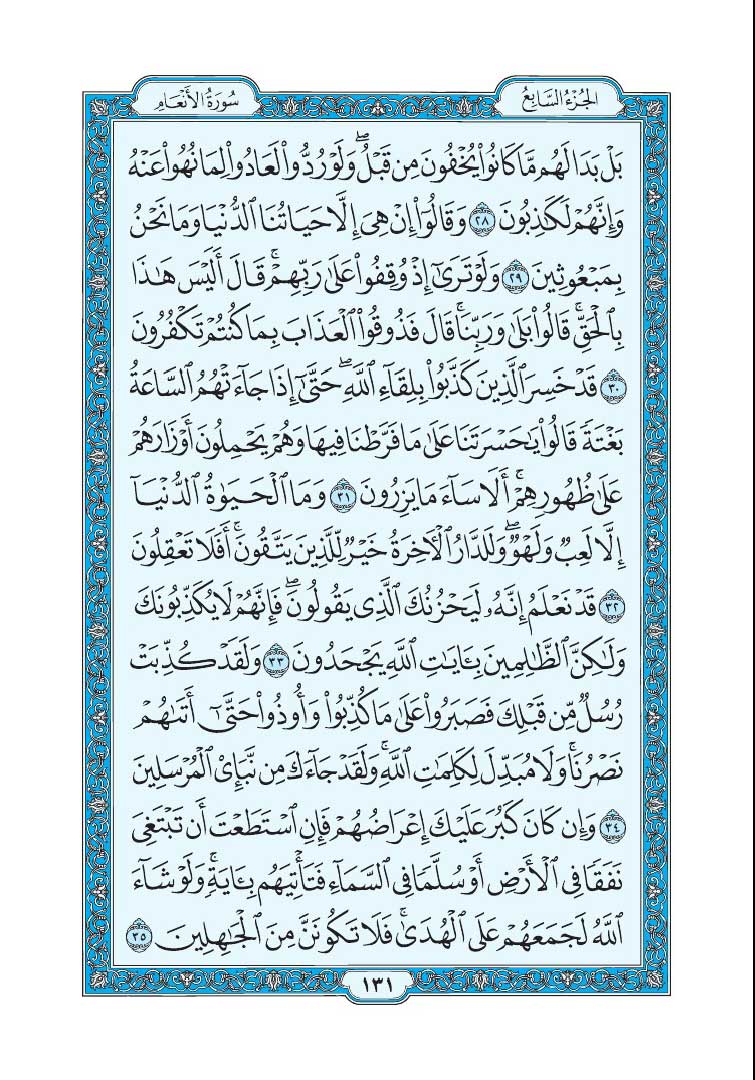 الجُزْءُ السَّابِعُ
سُورَةُ الأَنْعَامِ
بَلْ بَدَا لَهُم مَّا كَانُوا۟ يُخْفُونَ مِن قَبْلُ ۖ وَلَوْ رُدُّوا۟ لَعَادُوا۟ لِمَا نُهُوا۟ عَنْهُ
وَإِنَّهُمْ لَكَـٰذِبُونَ ٢٨ وَقَالُوٓا۟ إِنْ هِىَ إِلَّا حَيَاتُنَا ٱلدُّنْيَا وَمَا نَحْنُ
بِمَبْعُوثِينَ ٢٩ وَلَوْ تَرَىٰٓ إِذْ وُقِفُوا۟ عَلَىٰ رَبِّهِمْ ۚ قَالَ أَلَيْسَ هَـٰذَا
بِٱلْحَقِّ ۚ قَالُوا۟ بَلَىٰ وَرَبِّنَا ۚ قَالَ فَذُوقُوا۟ ٱلْعَذَابَ بِمَا كُنتُمْ تَكْفُرُونَ
٣٠ قَدْ خَسِرَ ٱلَّذِينَ كَذَّبُوا۟ بِلِقَآءِ ٱللَّهِ ۖ حَتَّىٰٓ إِذَا جَآءَتْهُمُ ٱلسَّاعَةُ
بَغْتَةً قَالُوا۟ يَـٰحَسْرَتَنَا عَلَىٰ مَا فَرَّطْنَا فِيهَا وَهُمْ يَحْمِلُونَ أَوْزَارَهُمْ
عَلَىٰ ظُهُورِهِمْ ۚ أَلَا سَآءَ مَا يَزِرُونَ ٣١ وَمَا ٱلْحَيَوٰةُ ٱلدُّنْيَآ
إِلَّا لَعِبٌ وَلَهْوٌ ۖ وَلَلدَّارُ ٱلْـَٔاخِرَةُ خَيْرٌ لِّلَّذِينَ يَتَّقُونَ ۗ أَفَلَا تَعْقِلُونَ
٣٢ قَدْ نَعْلَمُ إِنَّهُۥ لَيَحْزُنُكَ ٱلَّذِى يَقُولُونَ ۖ فَإِنَّهُمْ لَا يُكَذِّبُونَكَ
وَلَـٰكِنَّ ٱلظَّـٰلِمِينَ بِـَٔايَـٰتِ ٱللَّهِ يَجْحَدُونَ ٣٣ وَلَقَدْ كُذِّبَتْ
رُسُلٌ مِّن قَبْلِكَ فَصَبَرُوا۟ عَلَىٰ مَا كُذِّبُوا۟ وَأُوذُوا۟ حَتَّىٰٓ أَتَىٰهُمْ
نَصْرُنَا ۚ وَلَا مُبَدِّلَ لِكَلِمَـٰتِ ٱللَّهِ ۚ وَلَقَدْ جَآءَكَ مِن نَّبَإِى۟ ٱلْمُرْسَلِينَ
٣٤ وَإِن كَانَ كَبُرَ عَلَيْكَ إِعْرَاضُهُمْ فَإِنِ ٱسْتَطَعْتَ أَن تَبْتَغِىَ
نَفَقًا فِى ٱلْأَرْضِ أَوْ سُلَّمًا فِى ٱلسَّمَآءِ فَتَأْتِيَهُم بِـَٔايَةٍ ۚ وَلَوْ شَآءَ
ٱللَّهُ لَجَمَعَهُمْ عَلَى ٱلْهُدَىٰ ۚ فَلَا تَكُونَنَّ مِنَ ٱلْجَـٰهِلِينَ ٣٥
١٣١